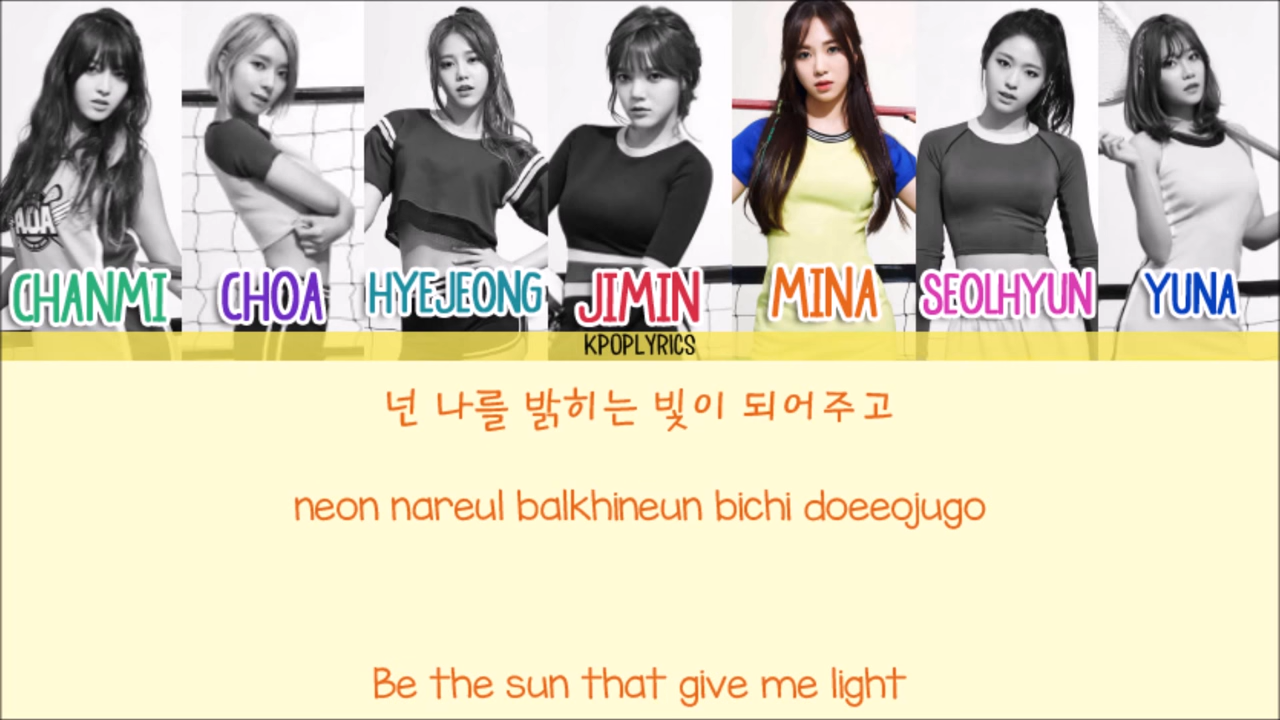 AOA
CHANMI CHOA HYEJEONG JIMIN MINA SEOLHYUN YUNA
KPOPLYRICS
넌 나를 밝히는 빛이 되어주고
neon nareul balkhineun bichi doeeojugo
Be the sun that give me light